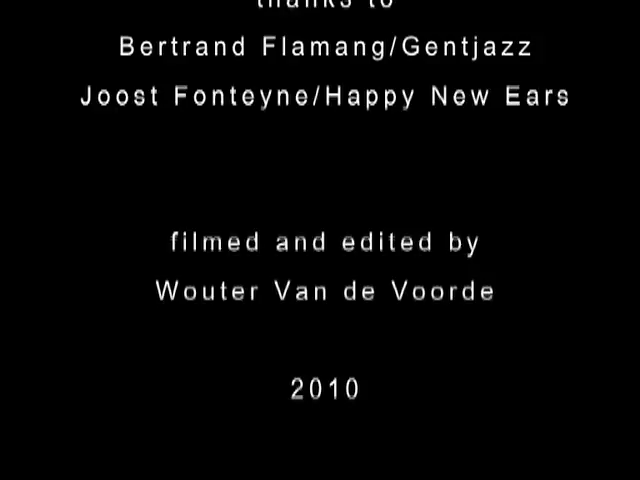 thanks to
Bertrand Flamang/Gentjazz
Joost Fonteyne/Happy New Ears
filmed and edited by
Wouter Van de Voorde
2010